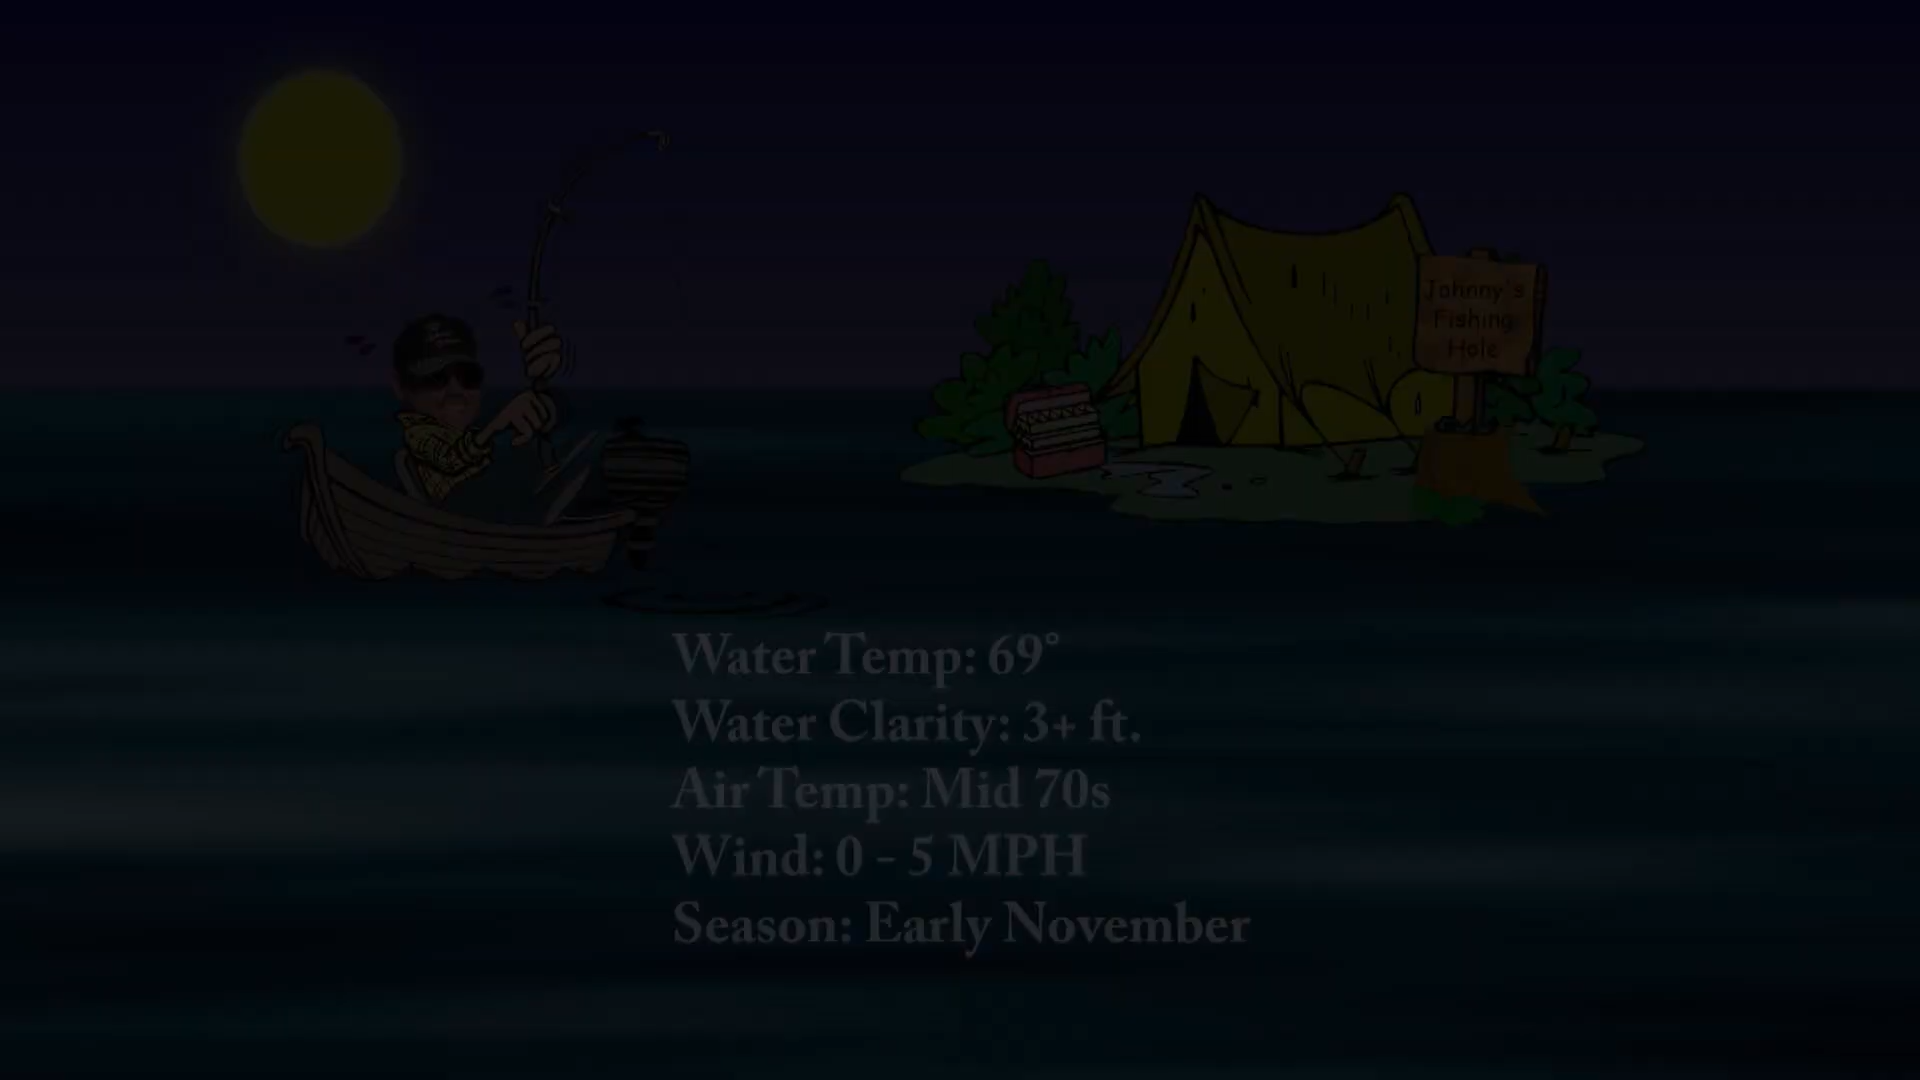 Johnny's
Fishing
Hole
Water Temp: 69°
Water Clarity: 3+ ft.
Air Temp: Mid 70s
Wind: 0 - 5 MPH
Season: Early November